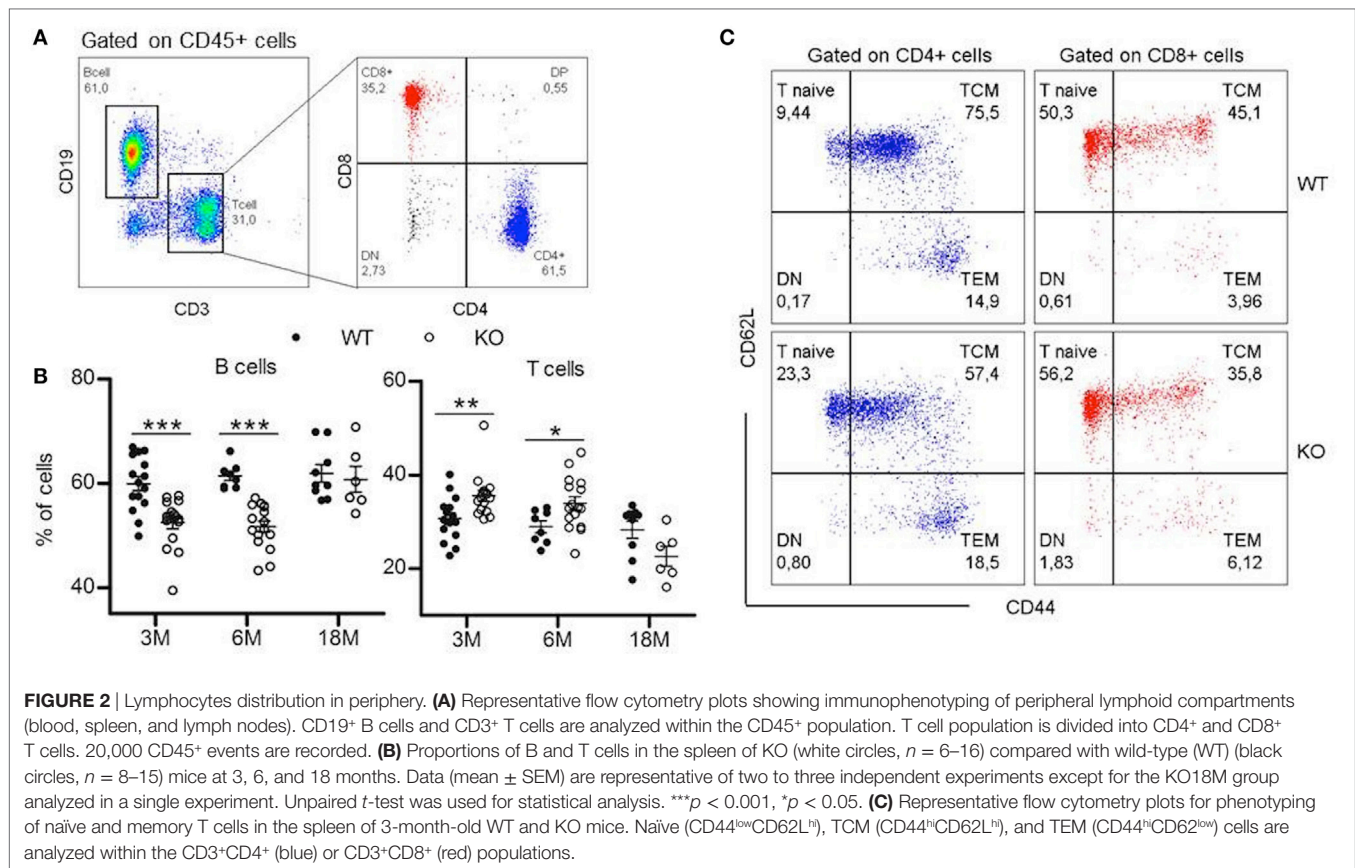 A
Gated on CD45+ cells
Bcell
61,0
CD19
Tcell
31,0
CD3
CD8+
35,2
DP
0,55
CD8
DN
2,73
CD4+
61,5
CD4
● WT ○ KO
B
B cells
80
60
40
% of cells
***
***
3M 6M 18M
T cells
60
40
20
**
*
3M 6M 18M
C
Gated on CD4+ cells Gated on CD8+ cells
T naive
9,44
TCM
75,5
DN
0,17
TEM
14,9
T naive
50,3
TCM
45,1
DN
0,61
TEM
3,96
WT
CD62L
T naive
23,3
TCM
57,4
DN
0,80
TEM
18,5
T naive
56,2
TCM
35,8
DN
1,83
TEM
6,12
KO
CD44
FIGURE 2 | Lymphocytes distribution in periphery. (A) Representative flow cytometry plots showing immunophenotyping of peripheral lymphoid compartments
(blood, spleen, and lymph nodes). CD19⁺ B cells and CD3⁺ T cells are analyzed within the CD45⁺ population. T cell population is divided into CD4⁺ and CD8⁺
T cells. 20,000 CD45⁺ events are recorded. (B) Proportions of B and T cells in the spleen of KO (white circles, n = 6–16) compared with wild-type (WT) (black
circles, n = 8–15) mice at 3, 6, and 18 months. Data (mean ± SEM) are representative of two to three independent experiments except for the KO18M group
analyzed in a single experiment. Unpaired t-test was used for statistical analysis. ***p < 0.001, *p < 0.05. (C) Representative flow cytometry plots for phenotyping
of naïve and memory T cells in the spleen of 3-month-old WT and KO mice. Naïve (CD44ˡᵒʷCD62Lʰⁱ), TCM (CD44ʰⁱCD62Lʰⁱ), and TEM (CD44ʰⁱCD62ˡᵒʷ) cells are
analyzed within the CD3⁺CD4⁺ (blue) or CD3⁺CD8⁺ (red) populations.